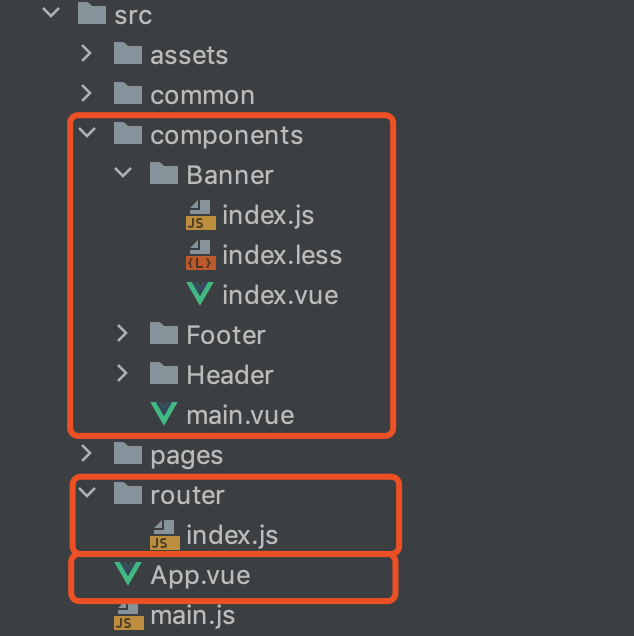 src
assets
common
components
Banner
JS index.js
{L} index.less
index.vue
Footer
Header
main.vue
pages
router
JS index.js
App.vue
JS main.js